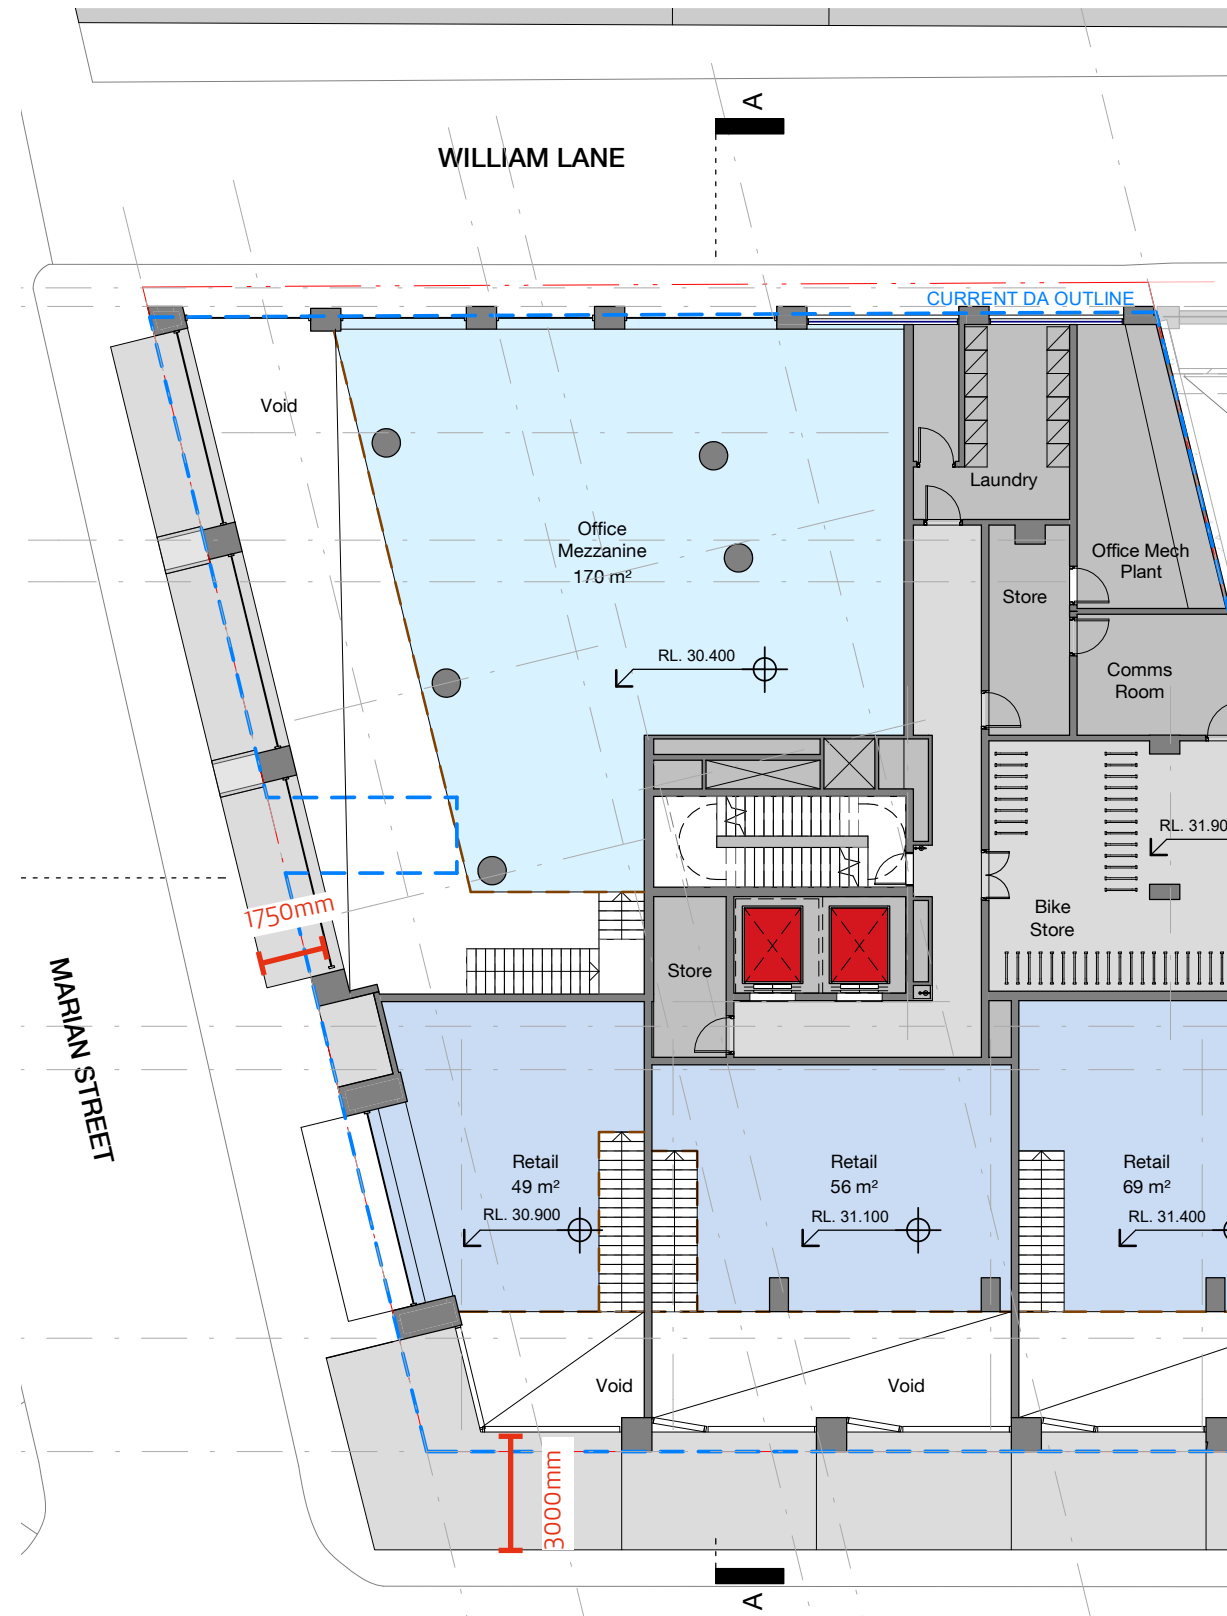 A
WILLIAM LANE
CURRENT DA OUTLINE
Void
Laundry
Office
Mezzanine
170 m²
Office Mech
Plant
Store
RL. 30.400
Comms
Room
RL. 31.90
1750mm
Bike
Store
Store
MARIAN STREET
Retail
49 m²
RL. 30.900
Retail
56 m²
RL. 31.100
Retail
69 m²
RL. 31.400
Void
Void
3000mm
A